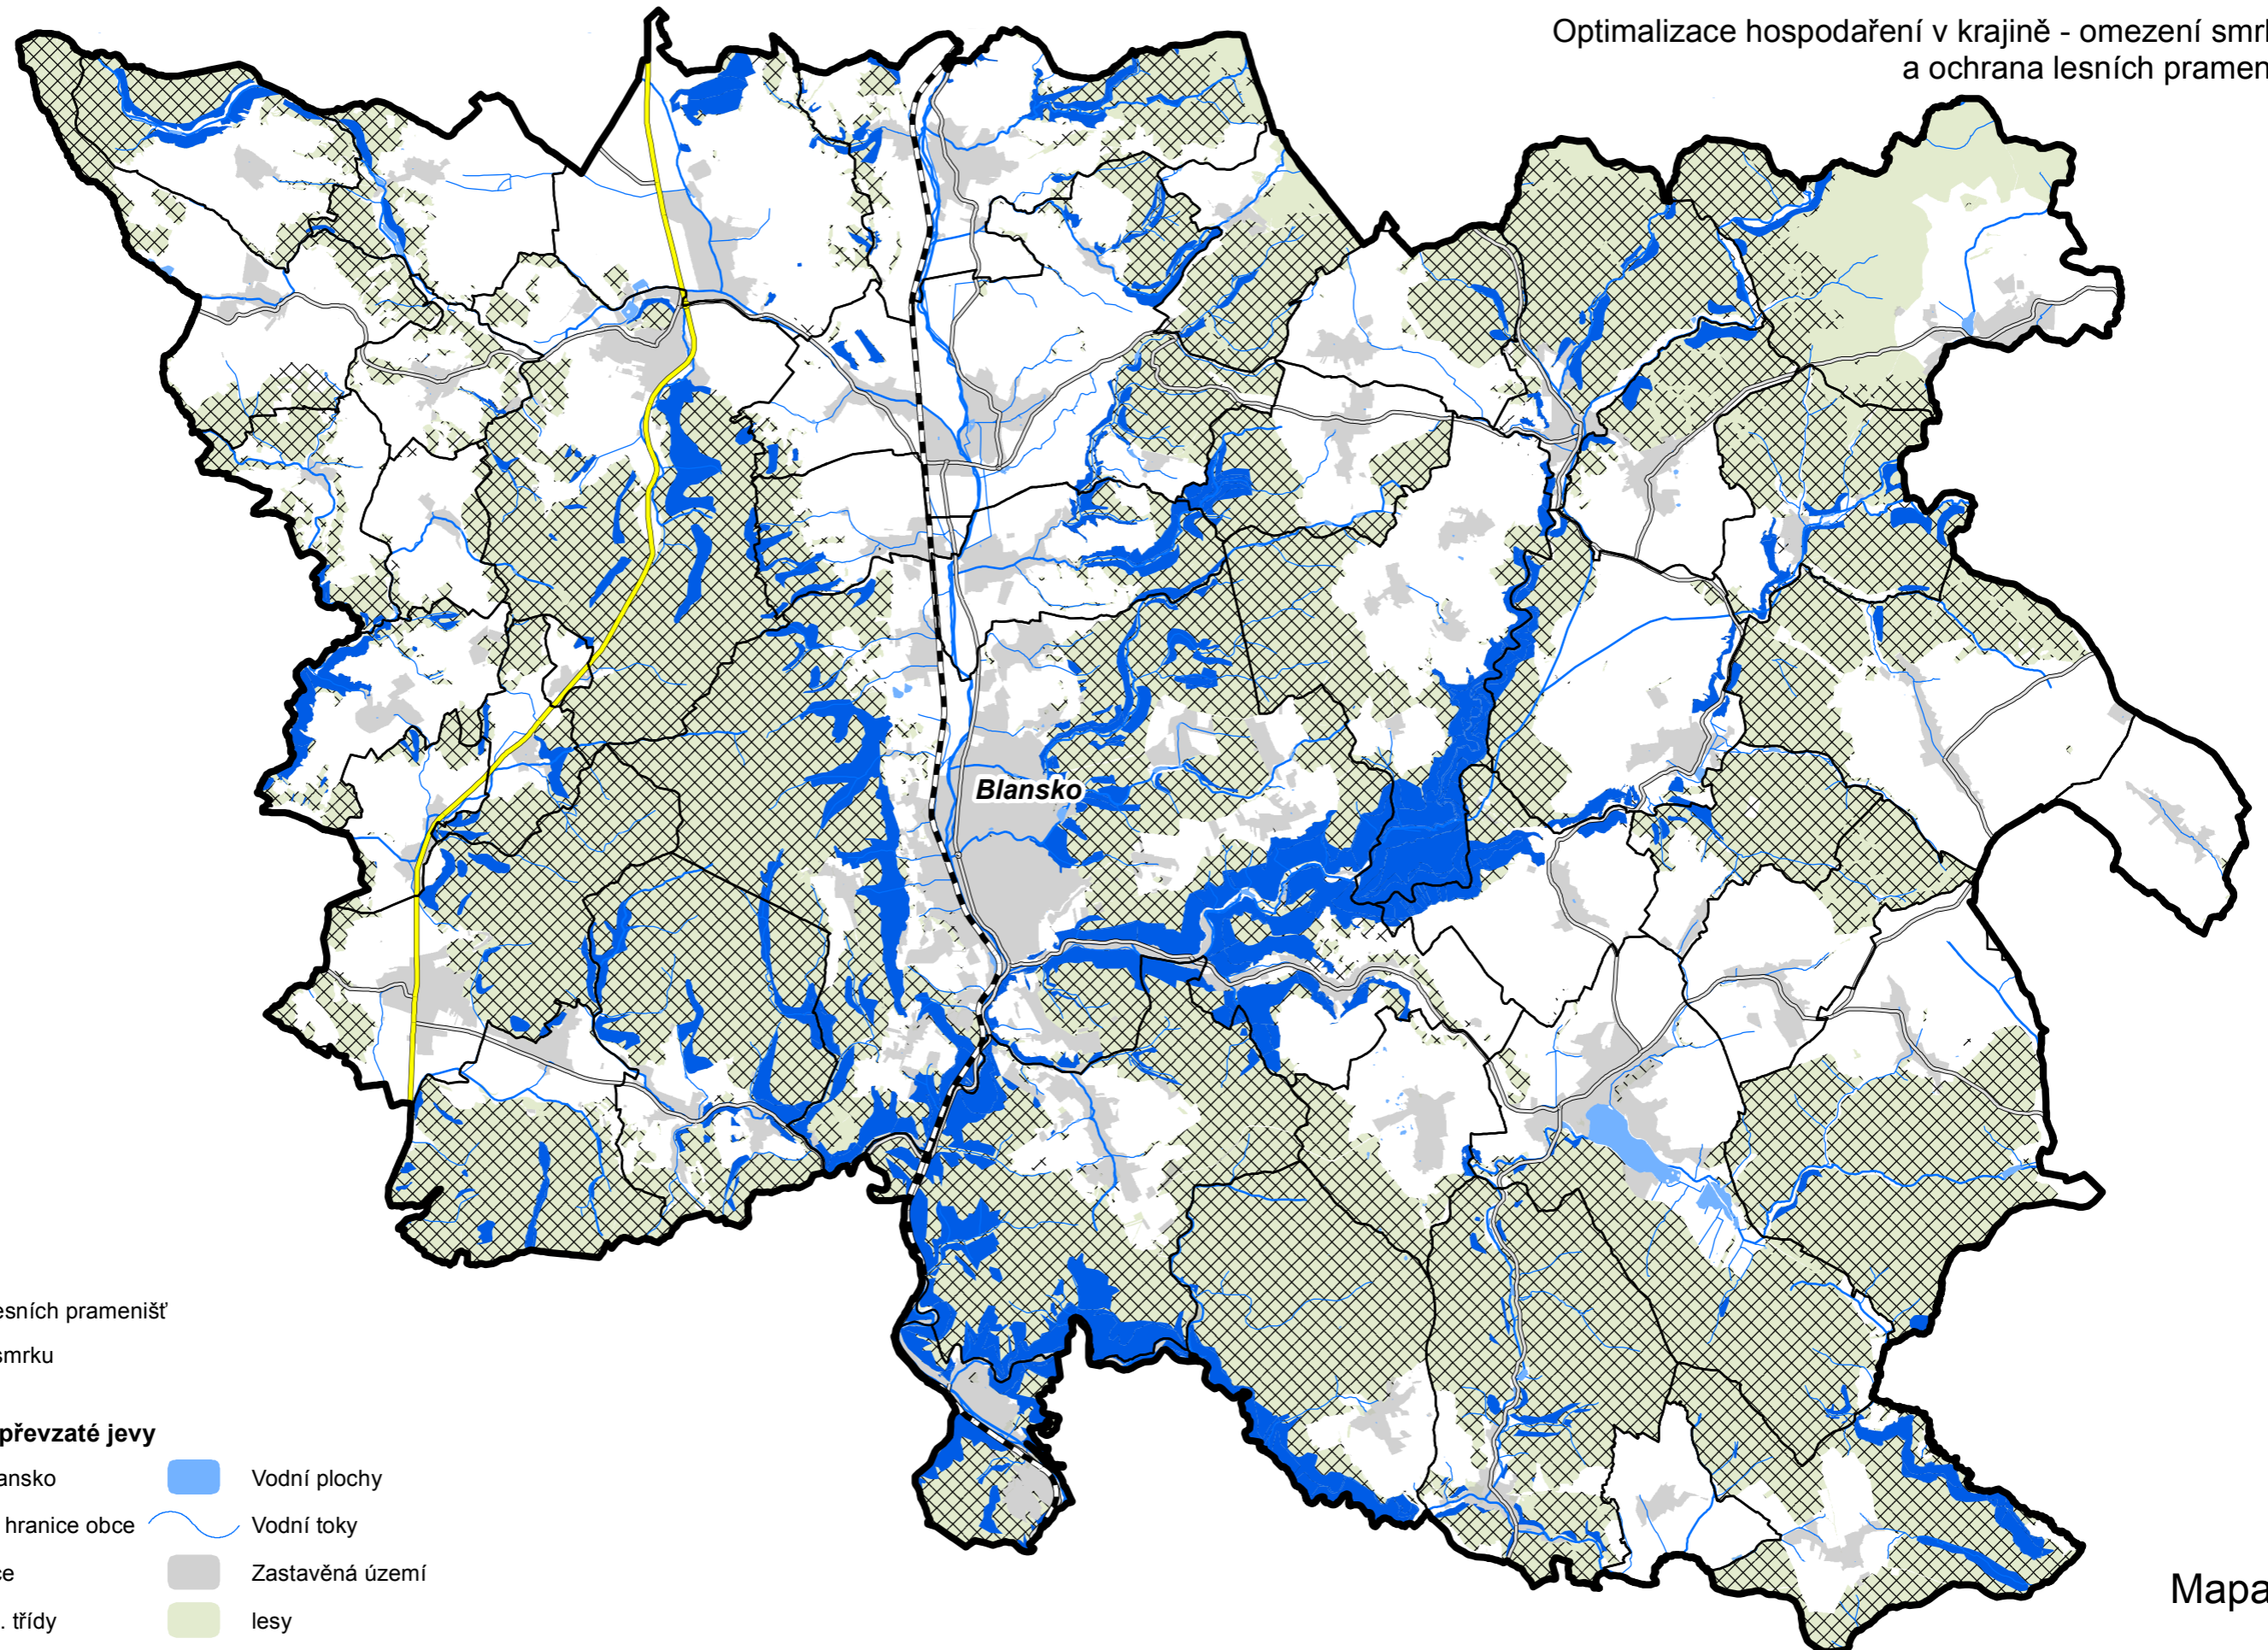 Optimalizace hospodaření v krajině - omezení smr
a ochrana lesních pramen
Blansko
esních pramenišť
smrku
převzaté jevy
ansko
Vodní plochy
hranice obce
Vodní toky
ce
Zastavěná území
. třídy
lesy
Mapa